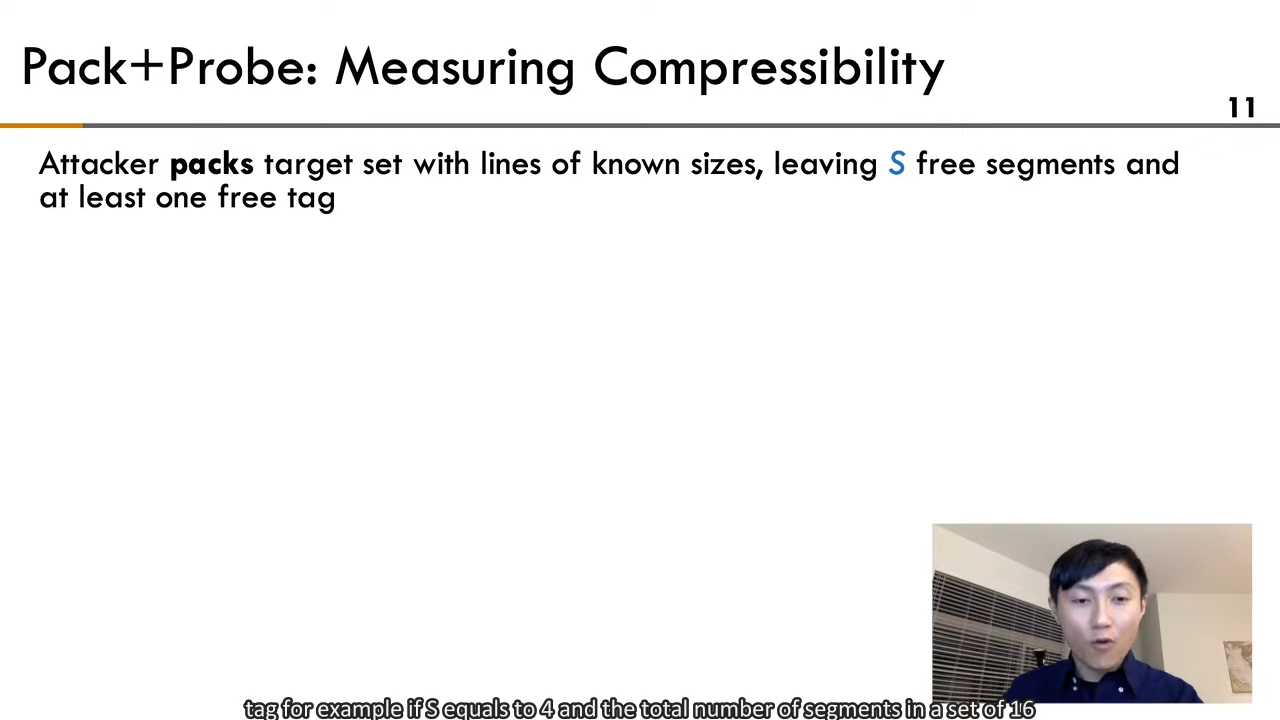 Pack+Probe: Measuring Compressibility
11
Attacker packs target set with lines of known sizes, leaving S free segments and
at least one free tag
tag for example if S equals to 4 and the total number of segments in a set of 16